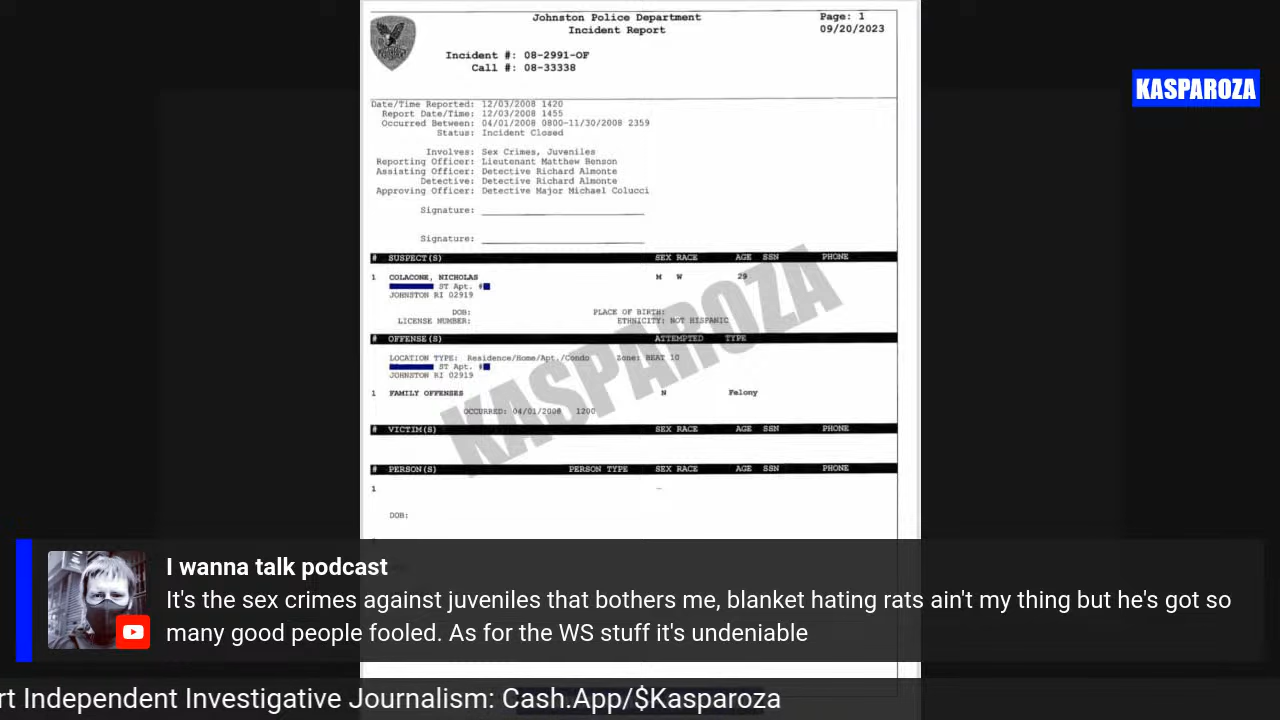 Johnston Police Department
Incident Report
Page: 1
09/20/2023
Incident #: 08-2991-OF
Call #: 08-33338
KASPAROZA
Date/Time Reported: 12/03/2008 1420
Report Date/Time: 12/03/2008 1455
Occurred Between: 04/01/2008 0800-11/30/2008 2359
Status: Incident Closed
Involves: Sex Crimes, Juveniles
Reporting Officer: Lieutenant Matthew Benson
Assisting Officer: Detective Richard Almonte
Detective: Detective Richard Almonte
Approving Officer: Detective Major Michael Colucci
Signature:
Signature:
# SUSPECT(S) SEX RACE AGE SSN PHONE
1 COLACONE, NICHOLAS M W 29
ST Apt. #
JOHNSTON RI 02919
DOB: PLACE OF BIRTH:
LICENSE NUMBER: ETHNICITY: NOT HISPANIC
# OFFENSE(S) ATTEMPTED TYPE
LOCATION TYPE: Residence/Home/Apt./Condo Zone: BEAT 10
ST Apt. #
JOHNSTON RI 02919
1 FAMILY OFFENSES N Felony
OCCURRED: 04/01/2008 1200
KASPAROZA
# VICTIM(S) SEX RACE AGE SSN PHONE
# PERSON(S) PERSON TYPE SEX RACE AGE SSN PHONE
1
DOB:
I wanna talk podcast
It's the sex crimes against juveniles that bothers me, blanket hating rats ain't my thing but he's got so
many good people fooled. As for the WS stuff it's undeniable
rt Independent Investigative Journalism: Cash.App/$Kasparoza